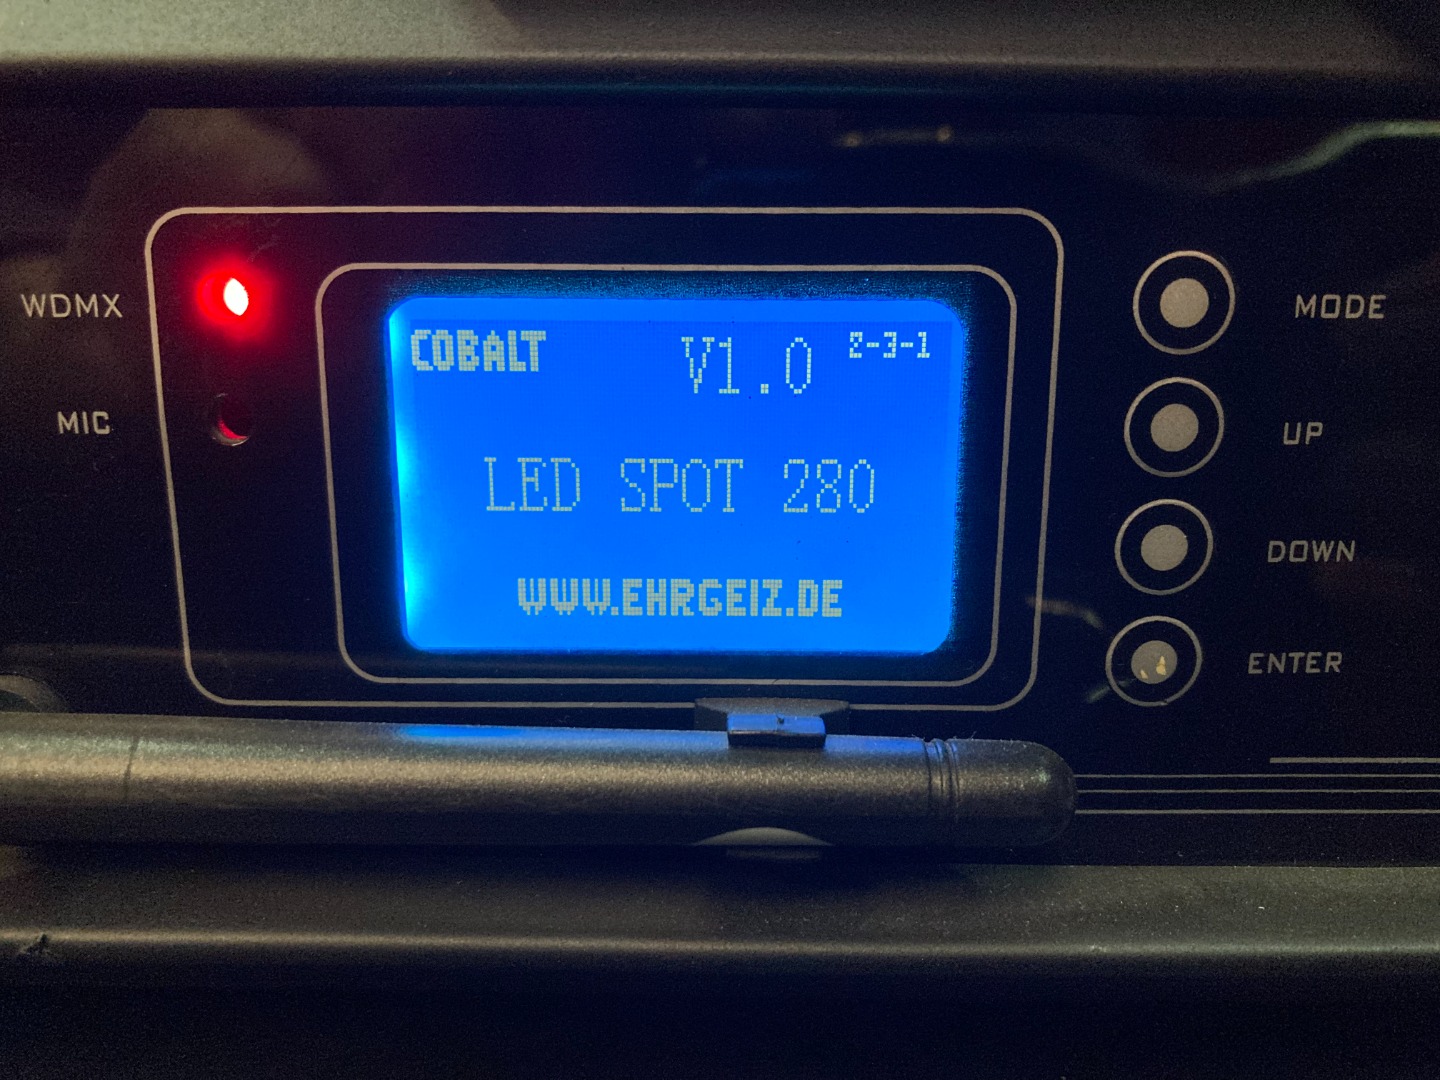 WDMX
MIC
COBALT V1.0 2-3-1
LED SPOT 280
WWW.EHRGEIZ.DE
MODE
UP
DOWN
ENTER